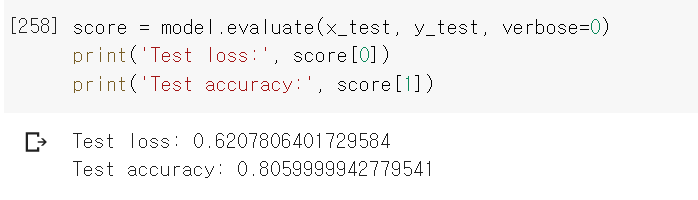 [258] score = model.evaluate(x_test, y_test, verbose=0)
print('Test loss:', score[0])
print('Test accuracy:', score[1])
Test loss: 0.6207806401729584
Test accuracy: 0.8059999942779541